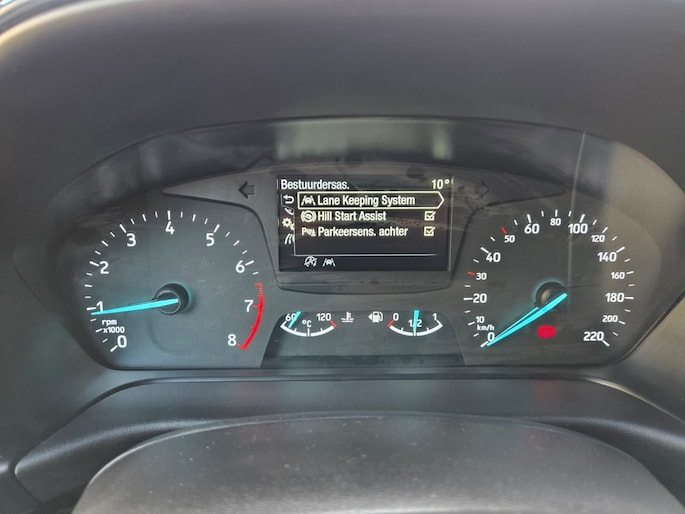 Bestuurdersas. 10°
Lane Keeping System
Hill Start Assist
Parkeersens. achter
0 1 2 3 4 5 6 7 8
rpm
x1000
60 120
°C
0 1/2 1
0 10 20 30 40 50 60 80 100 120 140 160 180 200 220
km/h